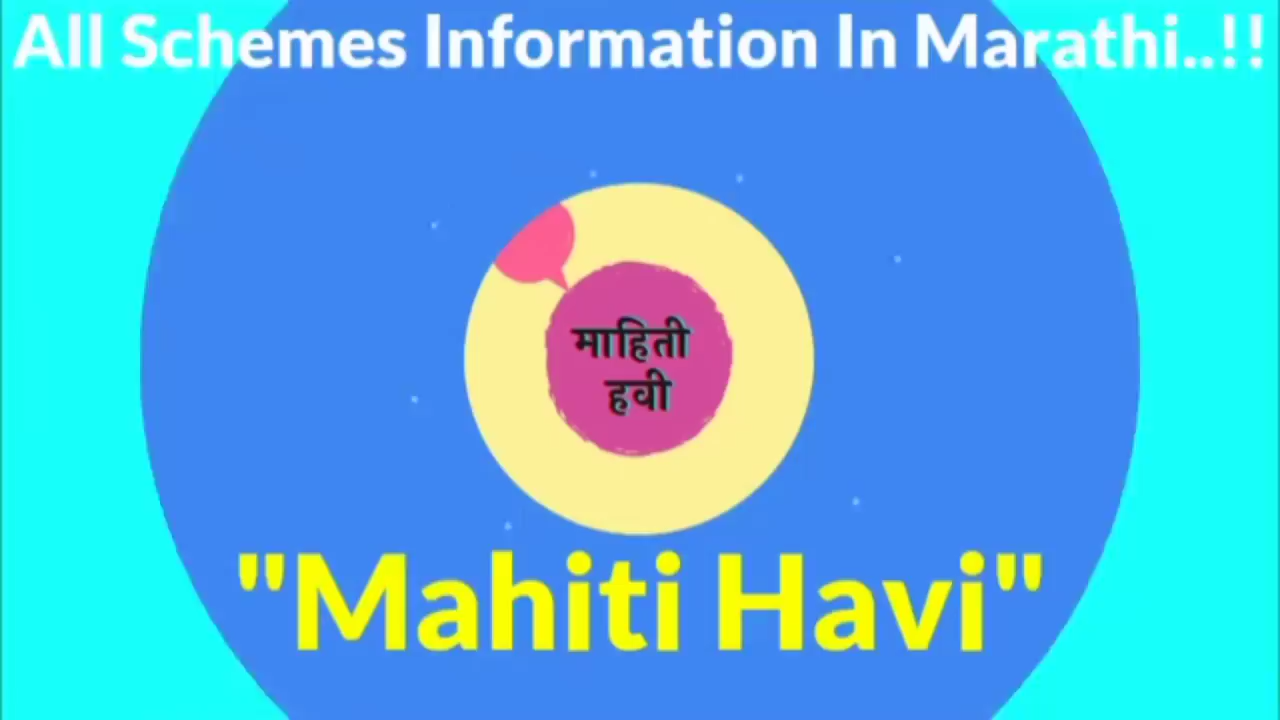 All Schemes Information In Marathi..!!
माहिती
हवी
"Mahiti Havi"